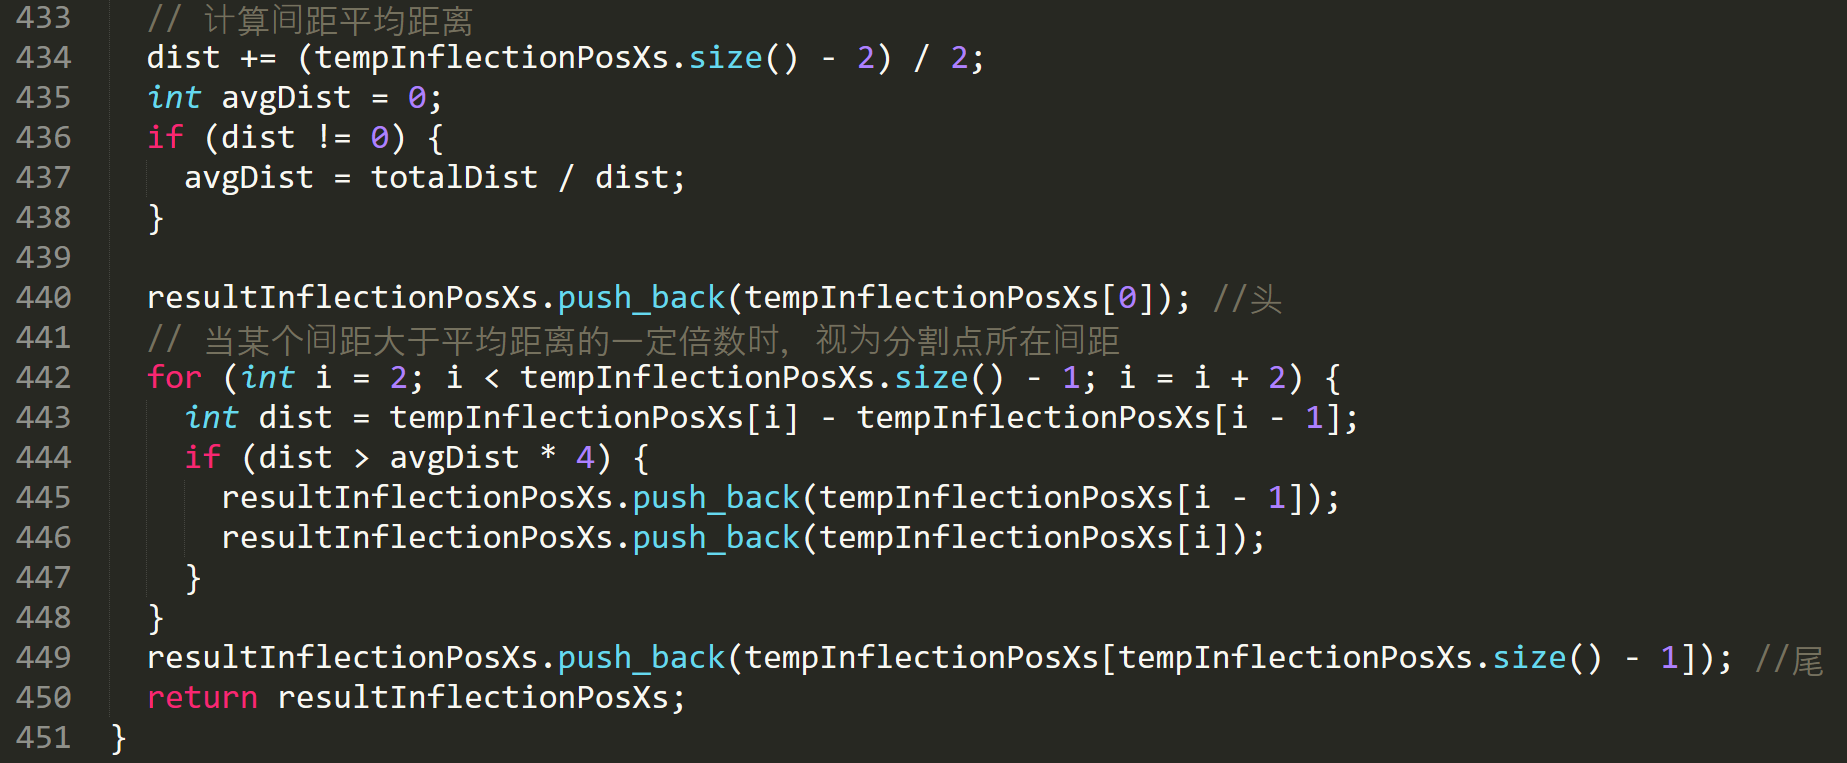 433 // 计算间距平均距离
434 dist += (tempInflectionPosXs.size() - 2) / 2;
435 int avgDist = 0;
436 if (dist != 0) {
437 avgDist = totalDist / dist;
438 }
439
440 resultInflectionPosXs.push_back(tempInflectionPosXs[0]); //头
441 // 当某个间距大于平均距离的一定倍数时，视为分割点所在间距
442 for (int i = 2; i < tempInflectionPosXs.size() - 1; i = i + 2) {
443 int dist = tempInflectionPosXs[i] - tempInflectionPosXs[i - 1];
444 if (dist > avgDist * 4) {
445 resultInflectionPosXs.push_back(tempInflectionPosXs[i - 1]);
446 resultInflectionPosXs.push_back(tempInflectionPosXs[i]);
447 }
448 }
449 resultInflectionPosXs.push_back(tempInflectionPosXs[tempInflectionPosXs.size() - 1]); //尾
450 return resultInflectionPosXs;
451 }